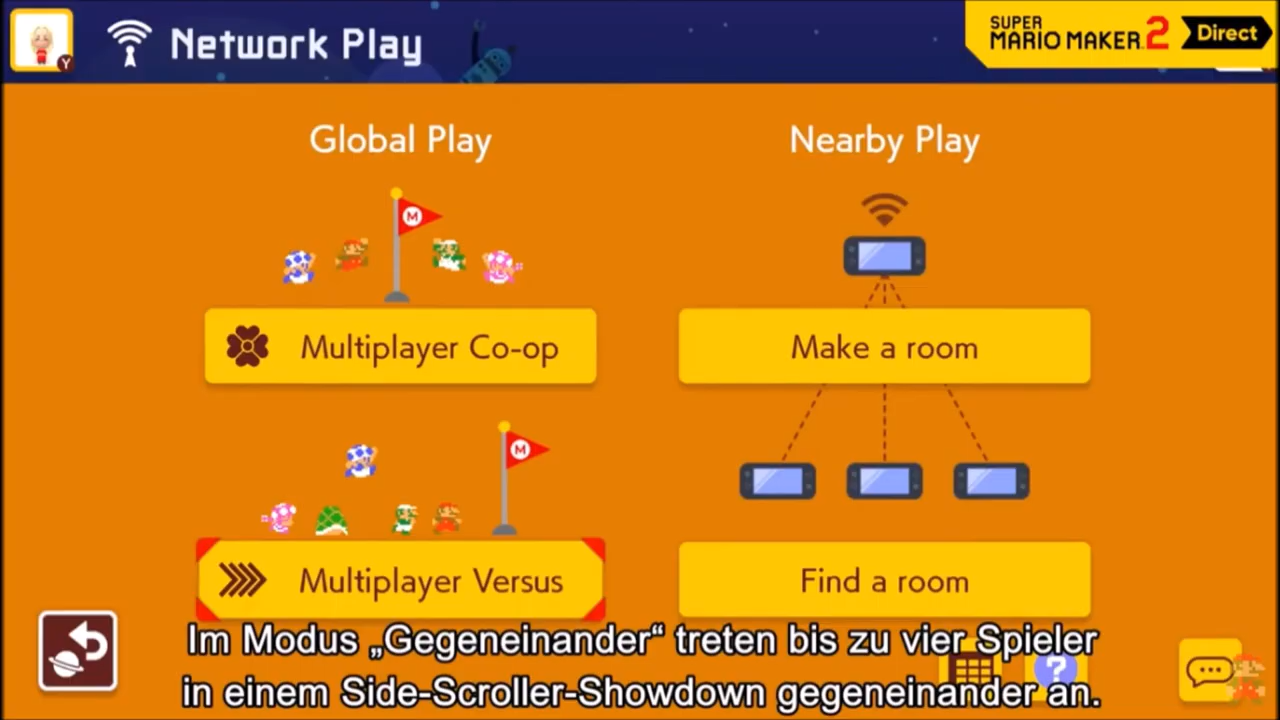 Network Play
SUPER
MARIO MAKER 2
Direct
Y
Global Play
Nearby Play
M
Multiplayer Co-op
Make a room
M
Multiplayer Versus
Find a room
Im Modus „Gegeneinander“ treten bis zu vier Spieler
in einem Side-Scroller-Showdown gegeneinander an.
?